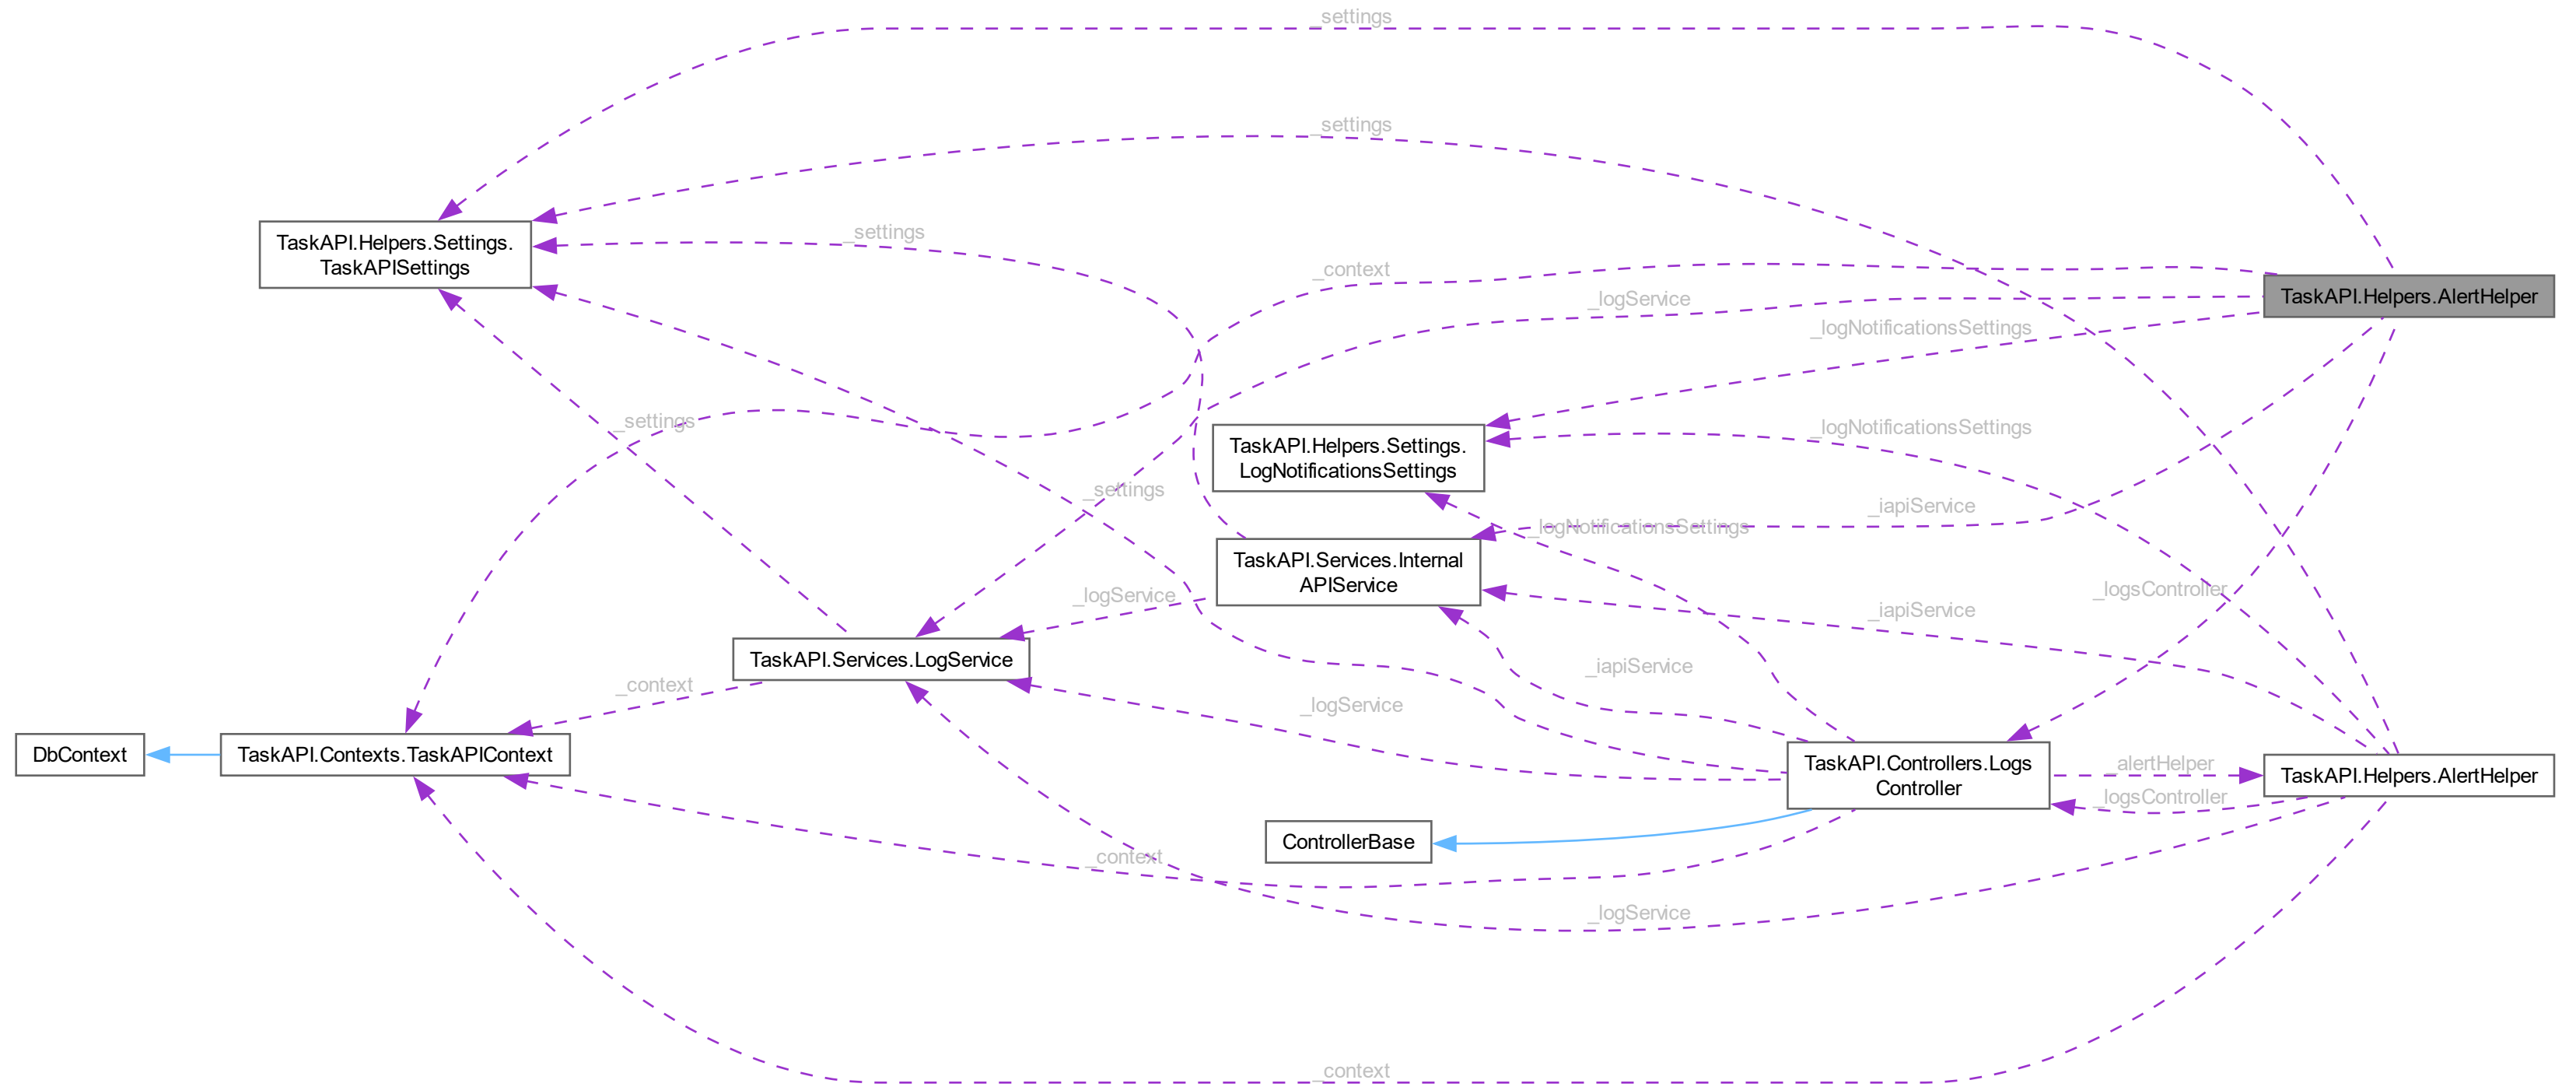 _settings
_settings
TaskAPI.Helpers.Settings.
TaskAPISettings
_settings
_context
_logService
TaskAPI.Helpers.AlertHelper
_logNotificationsSettings
_settings
TaskAPI.Helpers.Settings.
LogNotificationsSettings
_logNotificationsSettings
_settings
_iapiService
_logNotificationsSettings
TaskAPI.Services.Internal
APIService
_logService
_logsController
_iapiService
TaskAPI.Services.LogService
_iapiService
_context
_logService
DbContext
TaskAPI.Contexts.TaskAPIContext
TaskAPI.Controllers.Logs
Controller
_alertHelper
TaskAPI.Helpers.AlertHelper
_logsController
ControllerBase
_context
_logService
_context